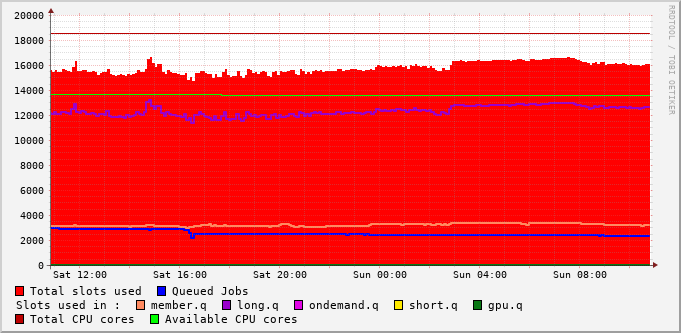 20000
18000
16000
14000
12000
10000
8000
6000
4000
2000
0
Sat 12:00 Sat 16:00 Sat 20:00 Sun 00:00 Sun 04:00 Sun 08:00
Total slots used Queued Jobs
Slots used in : member.q long.q ondemand.q short.q gpu.q
Total CPU cores Available CPU cores
RRDTOOL / TOBI OETIKER